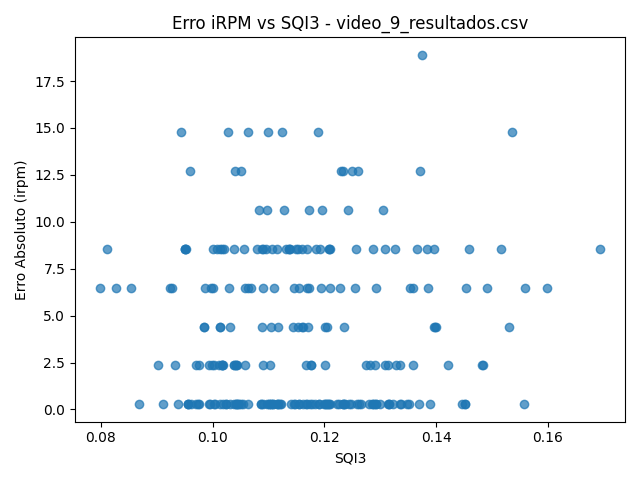 Erro iRPM vs SQI3 - video_9_resultados.csv
Erro Absoluto (irpm)
17.5
15.0
12.5
10.0
7.5
5.0
2.5
0.0
0.08 0.10 0.12 0.14 0.16
SQI3